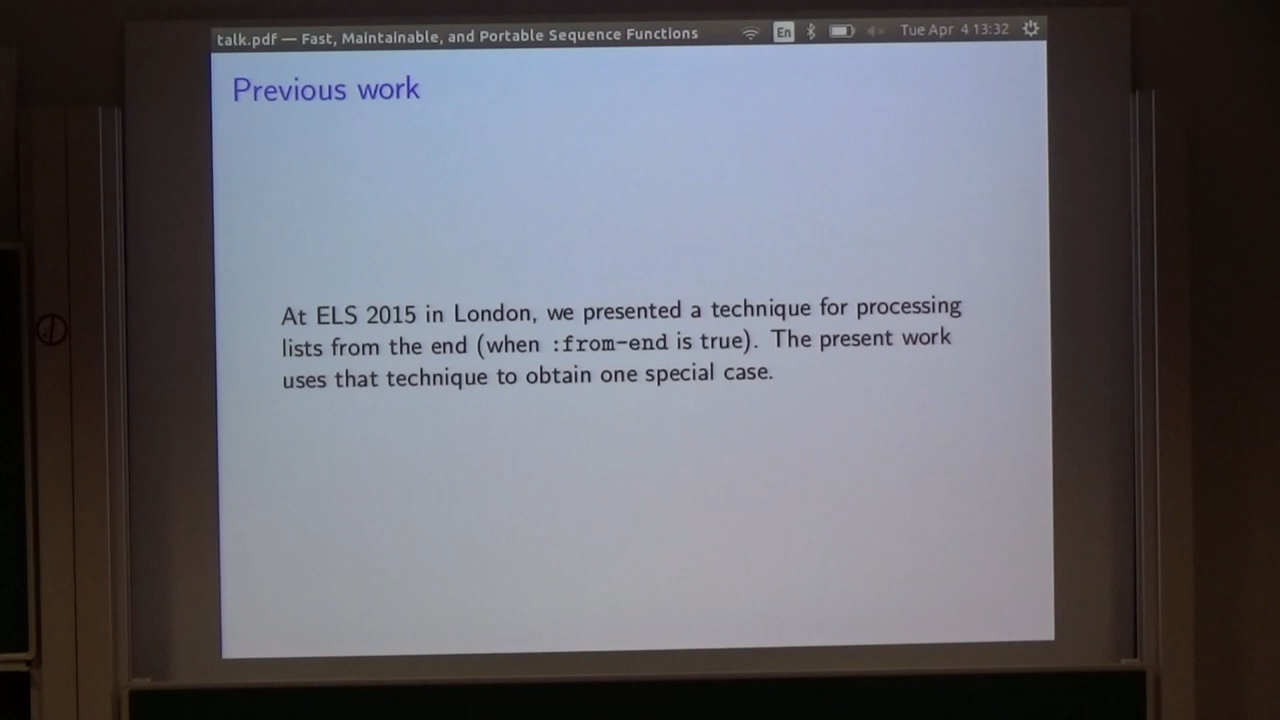 talk.pdf — Fast, Maintainable, and Portable Sequence Functions En Tue Apr 4 13:32
Previous work
At ELS 2015 in London, we presented a technique for processing
lists from the end (when :from-end is true). The present work
uses that technique to obtain one special case.